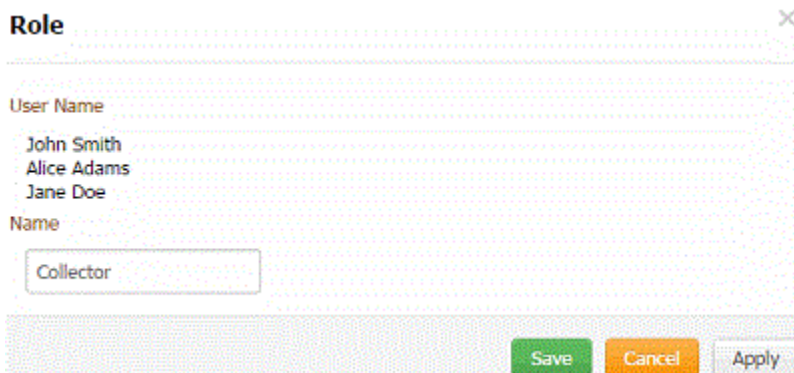 Role
User Name
John Smith
Alice Adams
Jane Doe
Name
Collector
Save Cancel Apply